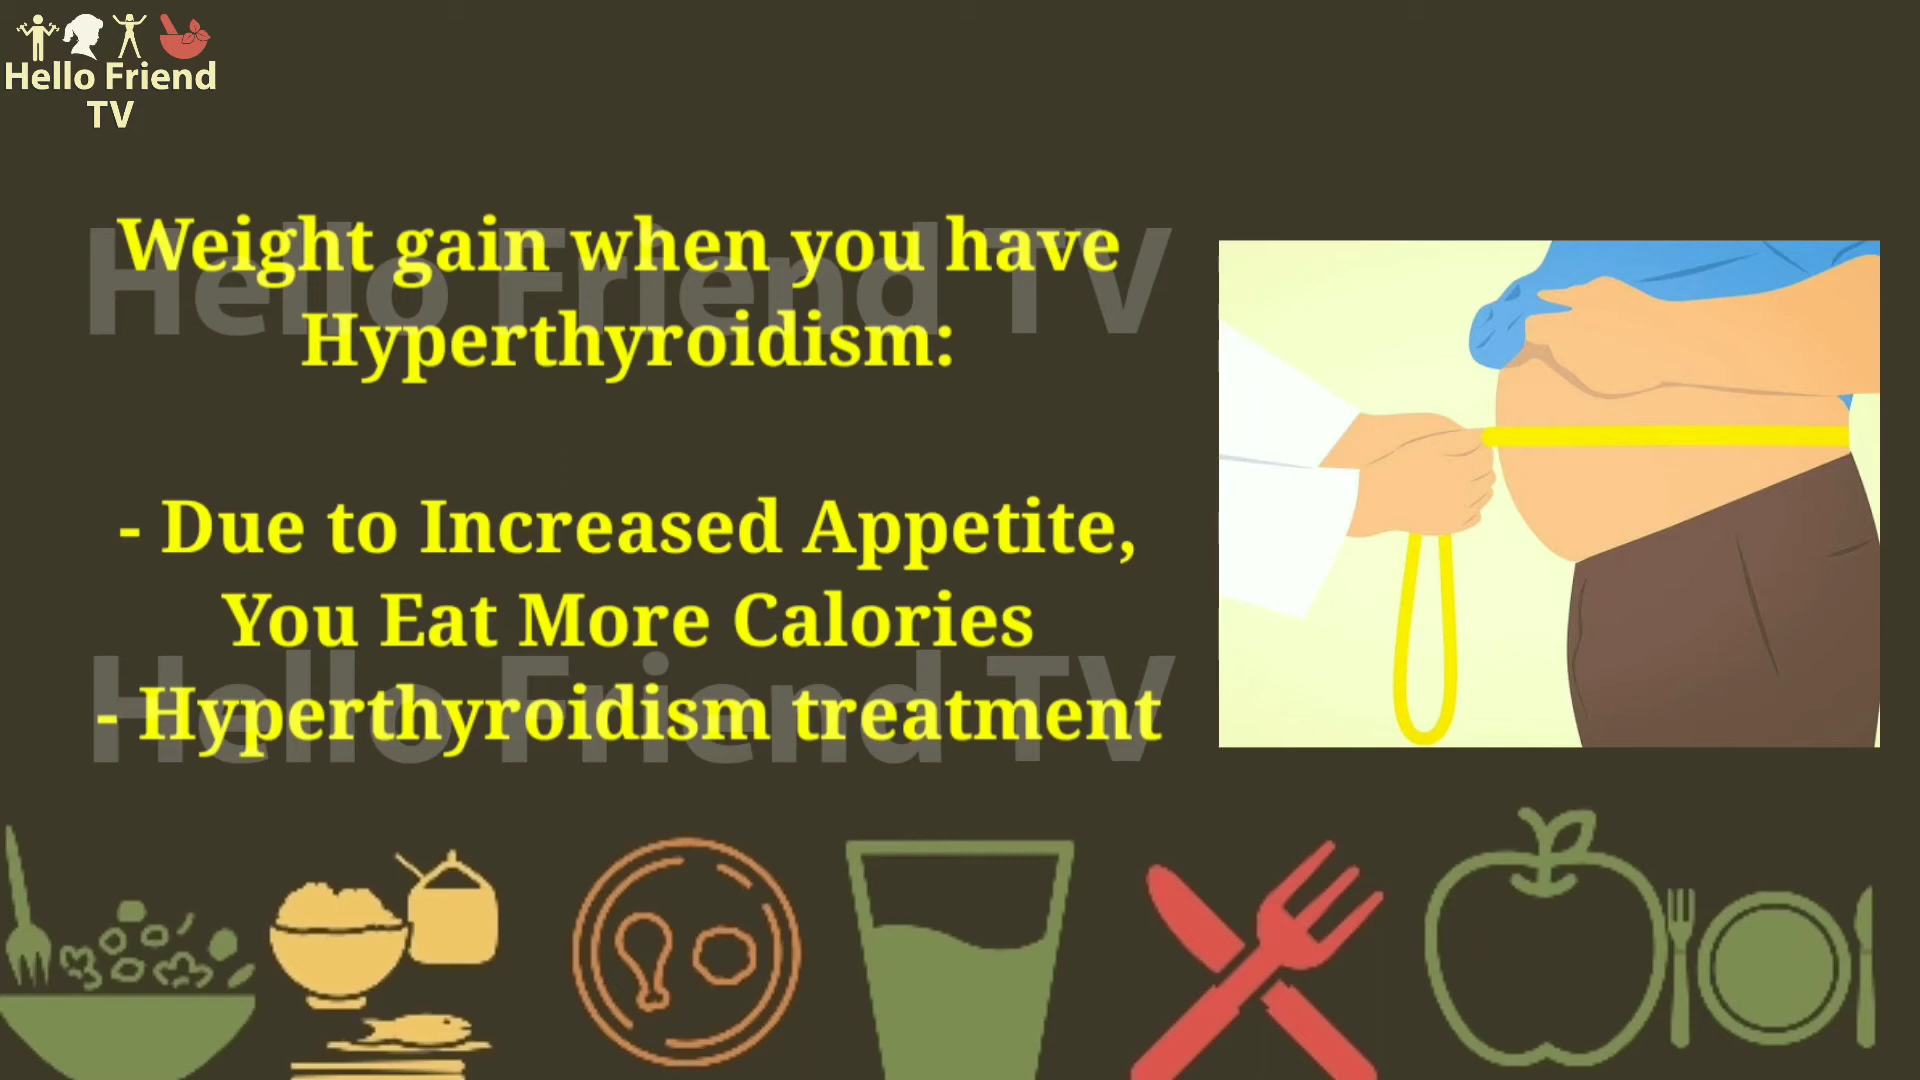 Hello Friend
TV
Weight gain when you have
Hyperthyroidism:
- Due to Increased Appetite,
You Eat More Calories
- Hyperthyroidism treatment
Hello Friend TV
Hello Friend TV